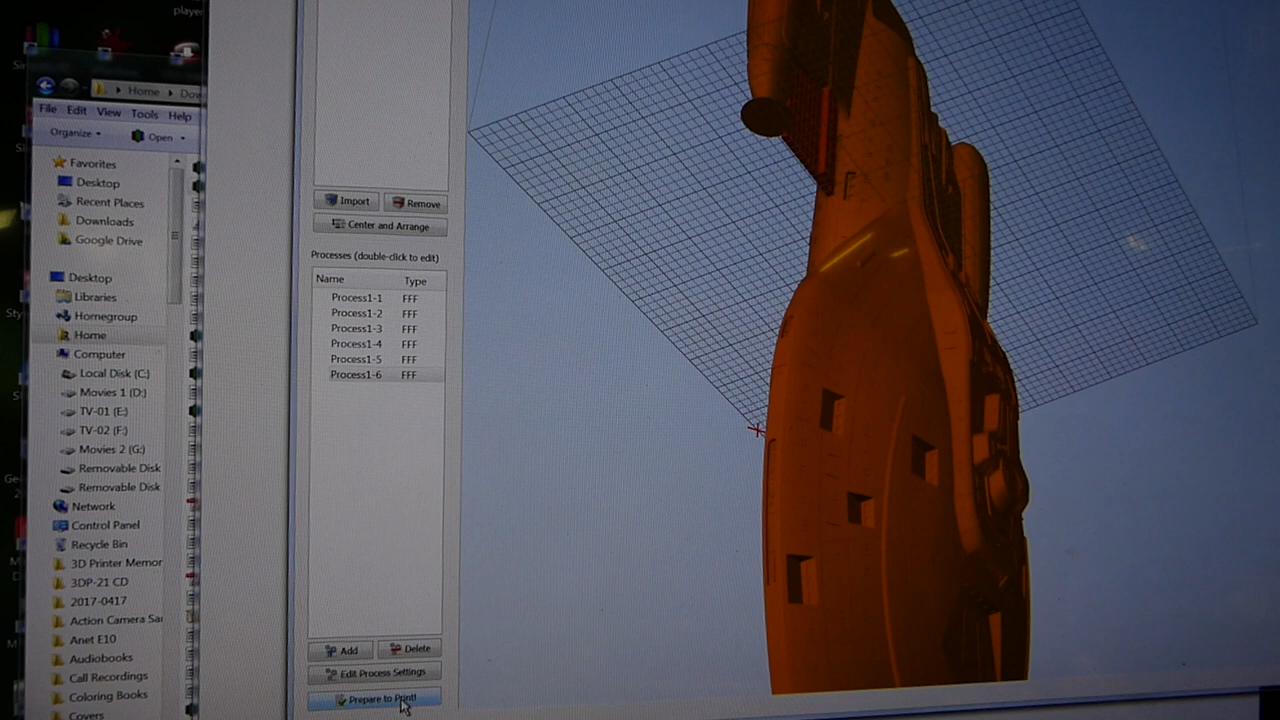 player
Home
File Edit View Tools Help
Organize
Open
Favorites
Desktop
Recent Places
Downloads
Google Drive
Desktop
Libraries
Homegroup
Home
Computer
Local Disk (C:)
Movies 1 (D:)
TV-01 (E:)
TV-02 (F:)
Movies 2 (G:)
Removable Disk
Removable Disk
Network
Control Panel
Recycle Bin
3D Printer Memor
3DP-21 CD
2017-0417
Action Camera Sa
Anet E10
Audiobooks
Call Recordings
Coloring Books
Covers
Import
Remove
Center and Arrange
Processes (double-click to edit)
Name Type
Process1-1 FFF
Process1-2 FFF
Process1-3 FFF
Process1-4 FFF
Process1-5 FFF
Process1-6 FFF
Add
Delete
Edit Process Settings
Prepare to Print!